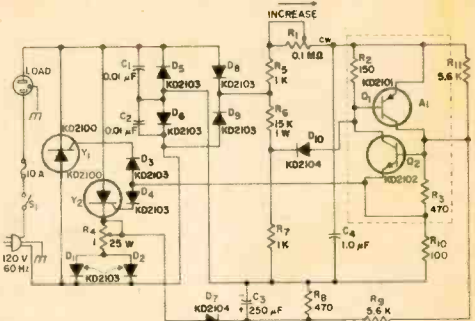 INCREASE
LOAD
10 A
S1
120 V
60 Hz
C1
0.01 µF
C2
0.01 µF
D5
KD2103
D6
KD2103
D8
KD2103
D9
KD2103
KD2100
Y1
KD2100
Y2
D3
KD2103
D4
KD2103
R4
1
25 W
D1
D2
KD2103
R1
0.1 MΩ
CW
R5
1 K
R6
15 K
1 W
D10
KD2104
R7
1K
R2
150
KD2101
Q1
A1
Q2
KD2102
R11
5.6 K
R3
470
R10
100
C4
1.0 µF
D7
KD2104
C3
250 µF
R8
470
R9
5.6 K